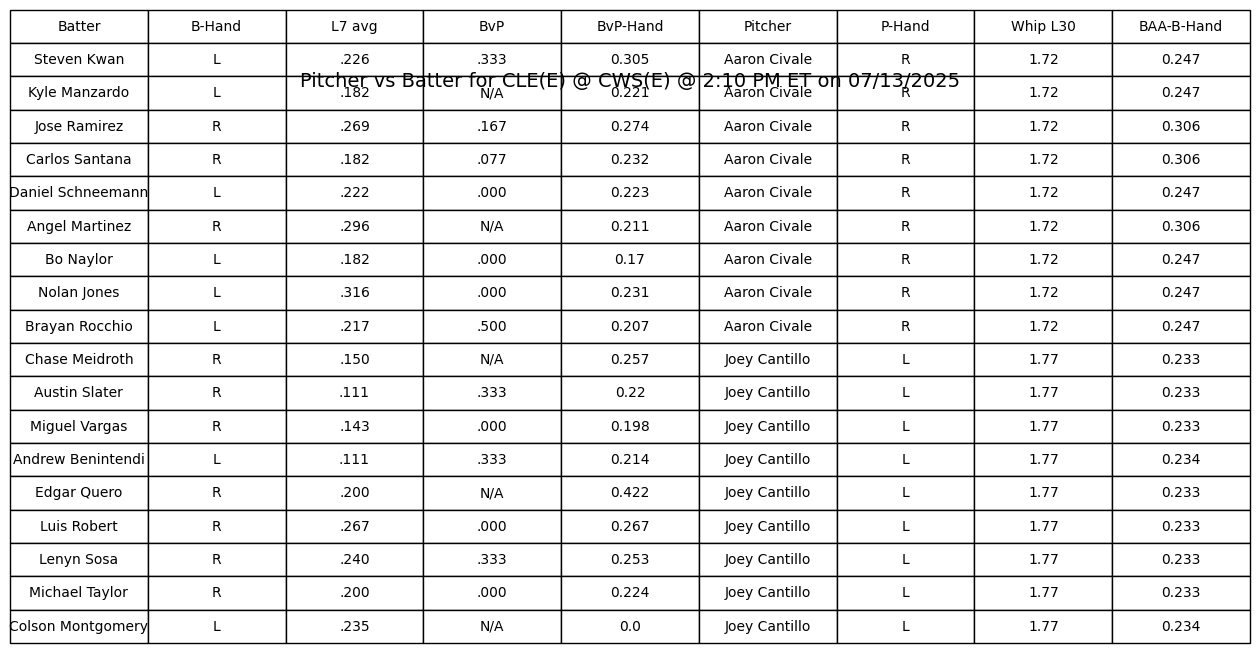 Batter B-Hand L7 avg BvP BvP-Hand Pitcher P-Hand Whip L30 BAA-B-Hand
Steven Kwan L .226 .333 0.305 Aaron Civale R 1.72 0.247
Pitcher vs Batter for CLE(E) @ CWS(E) @ 2:10 PM ET on 07/13/2025
Kyle Manzardo L .182 N/A 0.221 Aaron Civale R 1.72 0.247
Jose Ramirez R .269 .167 0.274 Aaron Civale R 1.72 0.306
Carlos Santana R .182 .077 0.232 Aaron Civale R 1.72 0.306
Daniel Schneemann L .222 .000 0.223 Aaron Civale R 1.72 0.247
Angel Martinez R .296 N/A 0.211 Aaron Civale R 1.72 0.306
Bo Naylor L .182 .000 0.17 Aaron Civale R 1.72 0.247
Nolan Jones L .316 .000 0.231 Aaron Civale R 1.72 0.247
Brayan Rocchio L .217 .500 0.207 Aaron Civale R 1.72 0.247
Chase Meidroth R .150 N/A 0.257 Joey Cantillo L 1.77 0.233
Austin Slater R .111 .333 0.22 Joey Cantillo L 1.77 0.233
Miguel Vargas R .143 .000 0.198 Joey Cantillo L 1.77 0.233
Andrew Benintendi L .111 .333 0.214 Joey Cantillo L 1.77 0.234
Edgar Quero R .200 N/A 0.422 Joey Cantillo L 1.77 0.233
Luis Robert R .267 .000 0.267 Joey Cantillo L 1.77 0.233
Lenyn Sosa R .240 .333 0.253 Joey Cantillo L 1.77 0.233
Michael Taylor R .200 .000 0.224 Joey Cantillo L 1.77 0.233
Colson Montgomery L .235 N/A 0.0 Joey Cantillo L 1.77 0.234